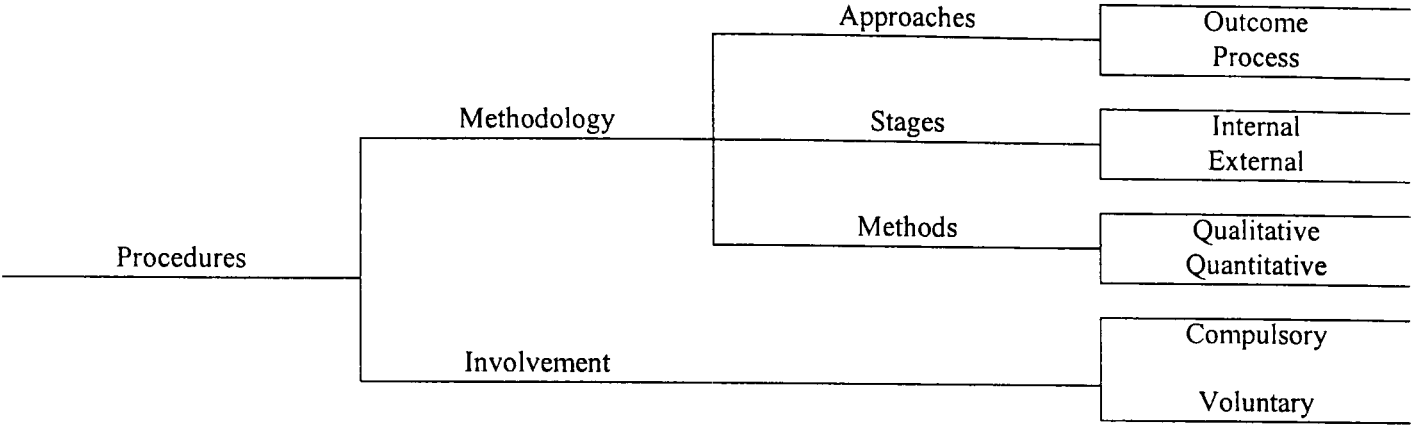 Approaches
Outcome
Process
Methodology
Stages
Internal
External
Methods
Qualitative
Quantitative
Procedures
Involvement
Compulsory
Voluntary